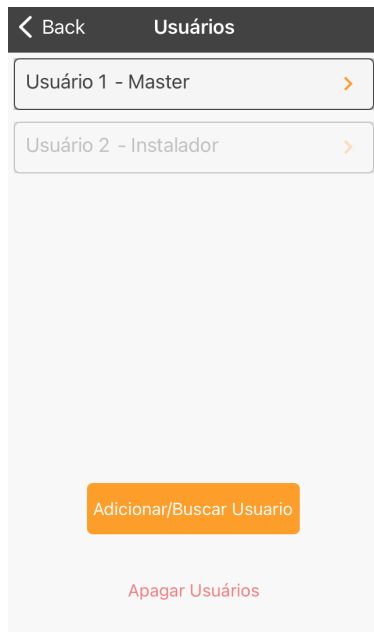 Back
Usuários
Usuário 1 - Master
Usuário 2 - Instalador
Adicionar/Buscar Usuario
Apagar Usuários